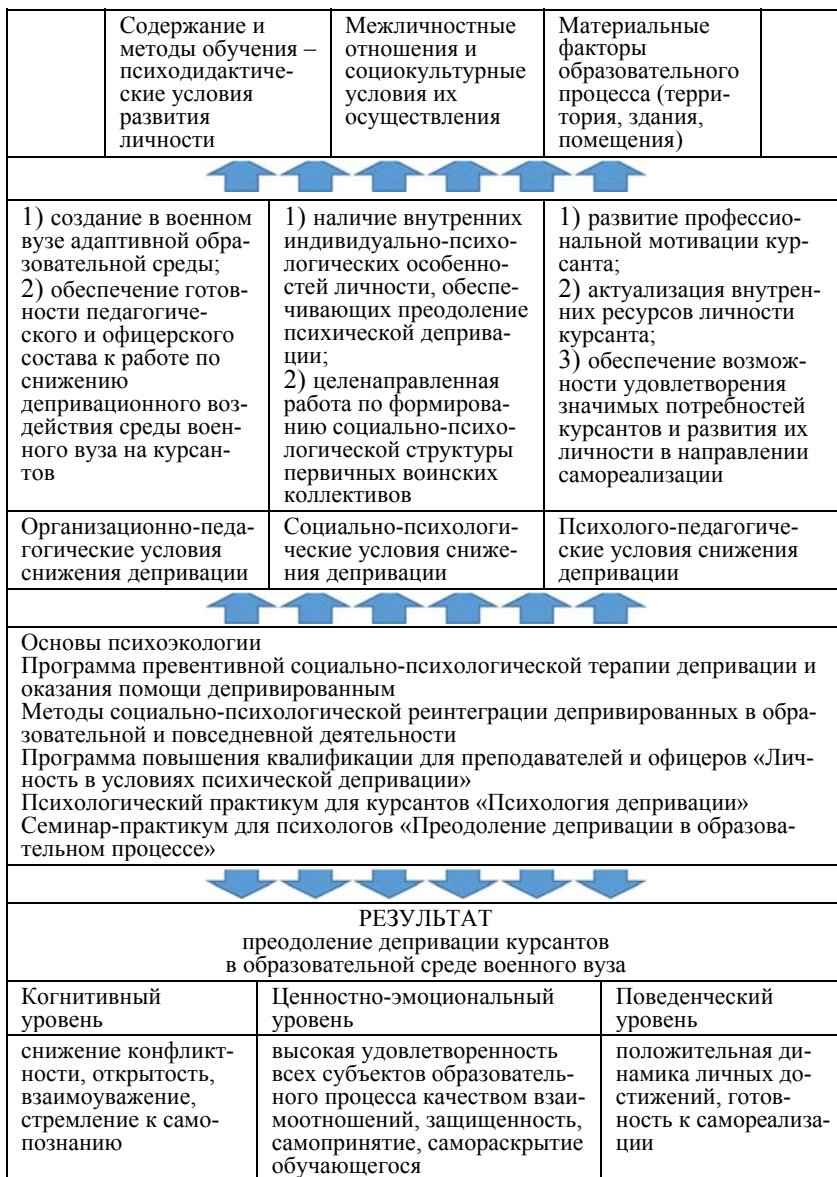 Содержание и
методы обучения –
психодидактиче-
ские условия
развития
личности
Межличностные
отношения и
социокультурные
условия их
осуществления
Материальные
факторы
образовательного
процесса (терри-
тория, здания,
помещения)
1) создание в военном
вузе адаптивной обра-
зовательной среды;
2) обеспечение готов-
ности педагогиче-
ского и офицерского
состава к работе по
снижению
депривационного воз-
действия среды воен-
ного вуза на курсан-
тов
1) наличие внутренних
индивидуально-психо-
логических особенно-
стей личности, обеспе-
чивающих преодоление
психической деприва-
ции;
2) целенаправленная
работа по формирова-
нию социально-психо-
логической структуры
первичных воинских
коллективов
1) развитие профессио-
нальной мотивации кур-
санта;
2) актуализация внутрен-
них ресурсов личности
курсанта;
3) обеспечение возмож-
ности удовлетворения
значимых потребностей
курсантов и развития их
личности в направлении
самореализации
Организационно-педа-
гогические условия
снижения депривации
Социально-психологи-
ческие условия сниже-
ния депривации
Психолого-педагогиче-
ские условия снижения
депривации
Основы психоэкологии
Программа превентивной социально-психологической терапии депривации и
оказания помощи депривированным
Методы социально-психологической реинтеграции депривированных в обра-
зовательной и повседневной деятельности
Программа повышения квалификации для преподавателей и офицеров «Лич-
ность в условиях психической депривации»
Психологический практикум для курсантов «Психология депривации»
Семинар-практикум для психологов «Преодоление депривации в образова-
тельном процессе»
РЕЗУЛЬТАТ
преодоление депривации курсантов
в образовательной среде военного вуза
Когнитивный
уровень
Ценностно-эмоциональный
уровень
Поведенческий
уровень
снижение конфликт-
ности, открытость,
взаимоуважение,
стремление к само-
познанию
высокая удовлетворенность
всех субъектов образователь-
ного процесса качеством взаи-
моотношений, защищенность,
самопринятие, самораскрытие
обучающегося
положительная ди-
намика личных до-
стижений, готов-
ность к самореализа-
ции